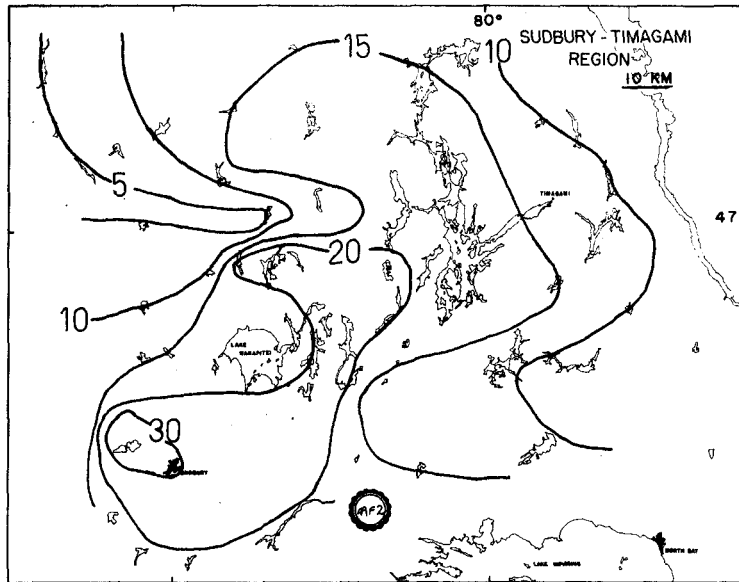 80°
SUDBURY - TIMAGAMI
REGION
10 KM
15
10
5
TIMAGAMI
47
20
10
LAKE
WANAPITEI
30
SUDBURY
MF2
NORTH BAY
LAKE NIPISSING